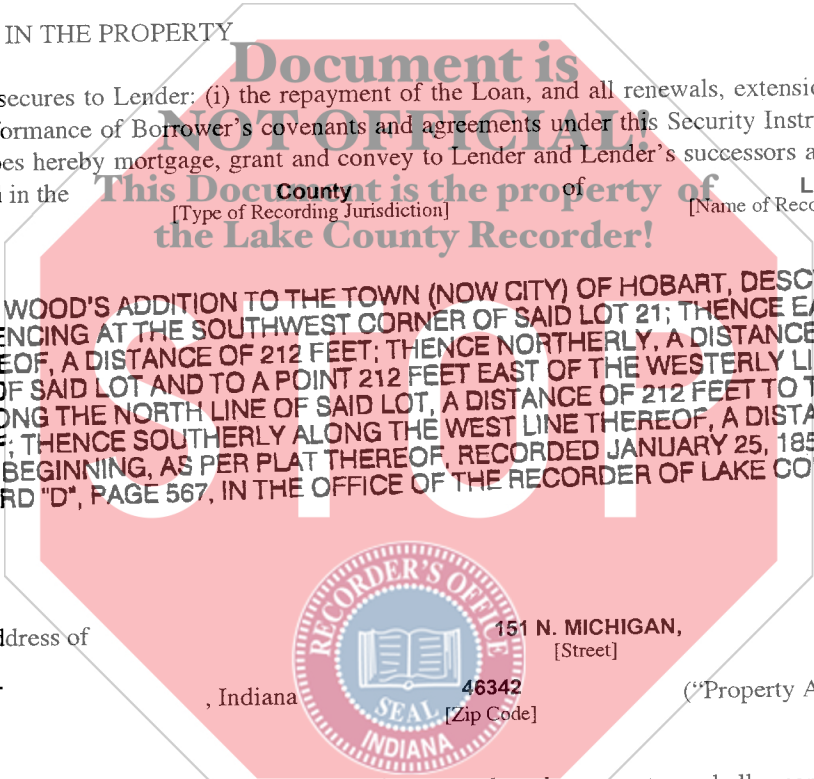 IN THE PROPERTY
Document is
secures to Lender: (i) the repayment of the Loan, and all renewals, extensi
NOT OFFICIAL!
ormance of Borrower's covenants and agreements under this Security Instr
oes hereby mortgage, grant and convey to Lender and Lender's successors a
in the County of L
This Document is the property of
[Type of Recording Jurisdiction] [Name of Reco
the Lake County Recorder!
WOOD'S ADDITION TO THE TOWN (NOW CITY) OF HOBART, DESC
ENCING AT THE SOUTHWEST CORNER OF SAID LOT 21; THENCE EA
EOF, A DISTANCE OF 212 FEET; THENCE NORTHERLY, A DISTANCE
OF SAID LOT AND TO A POINT 212 FEET EAST OF THE WESTERLY LI
ONG THE NORTH LINE OF SAID LOT, A DISTANCE OF 212 FEET TO T
F; THENCE SOUTHERLY ALONG THE WEST LINE THEREOF, A DISTA
BEGINNING, AS PER PLAT THEREOF, RECORDED JANUARY 25, 185
RD "D", PAGE 567, IN THE OFFICE OF THE RECORDER OF LAKE CO
STOP
RECORDER'S OFFICE
ddress of 151 N. MICHIGAN,
[Street]
, Indiana 46342 ("Property A
SEAL [Zip Code]
INDIANA